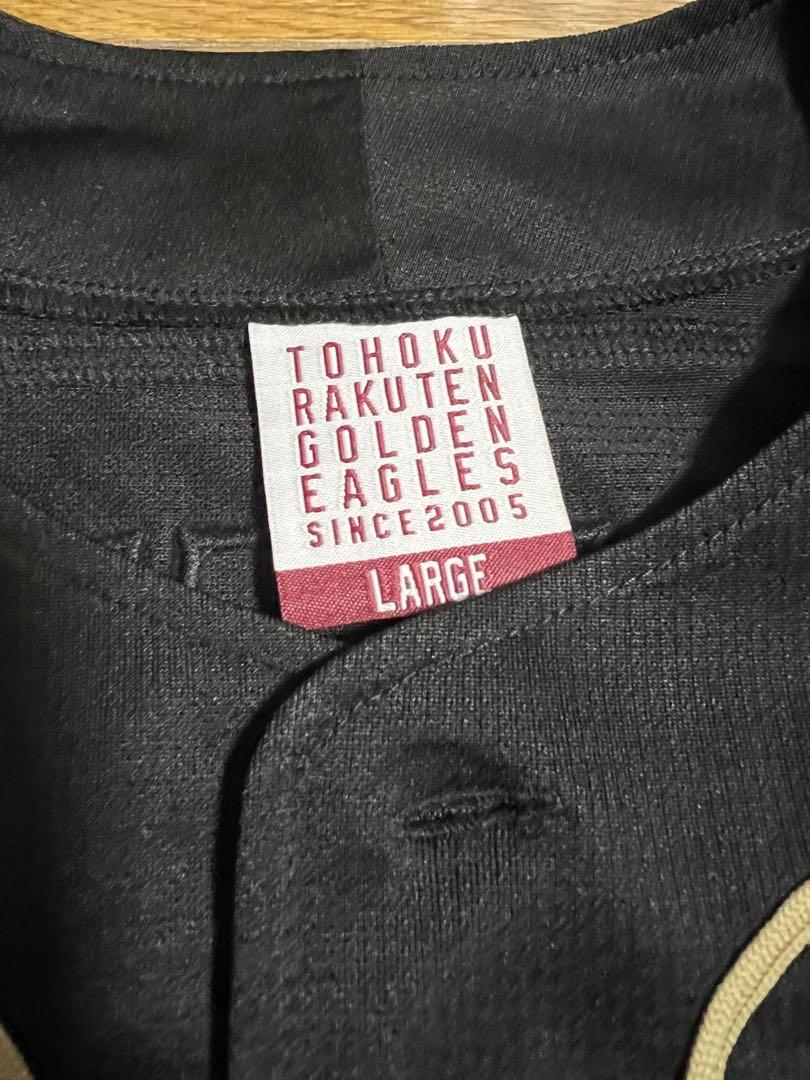 TOHOKU
RAKUTEN
GOLDEN
EAGLES
SINCE2005
LARGE